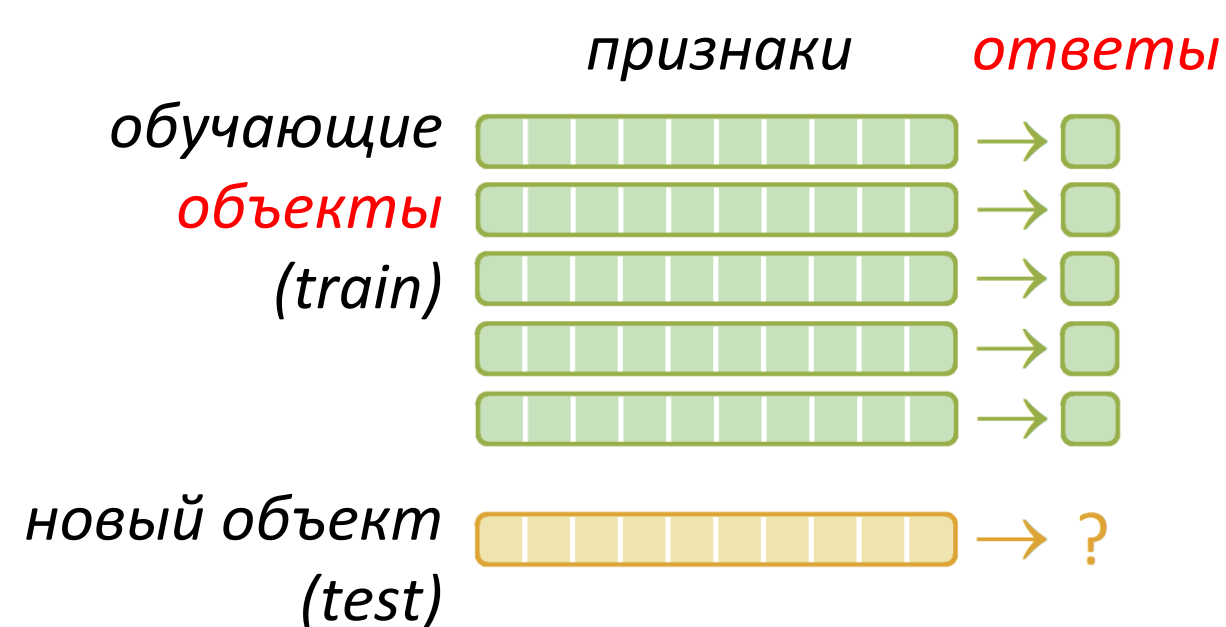 признаки ответы
обучающие
объекты
(train)
новый объект
(test)
?